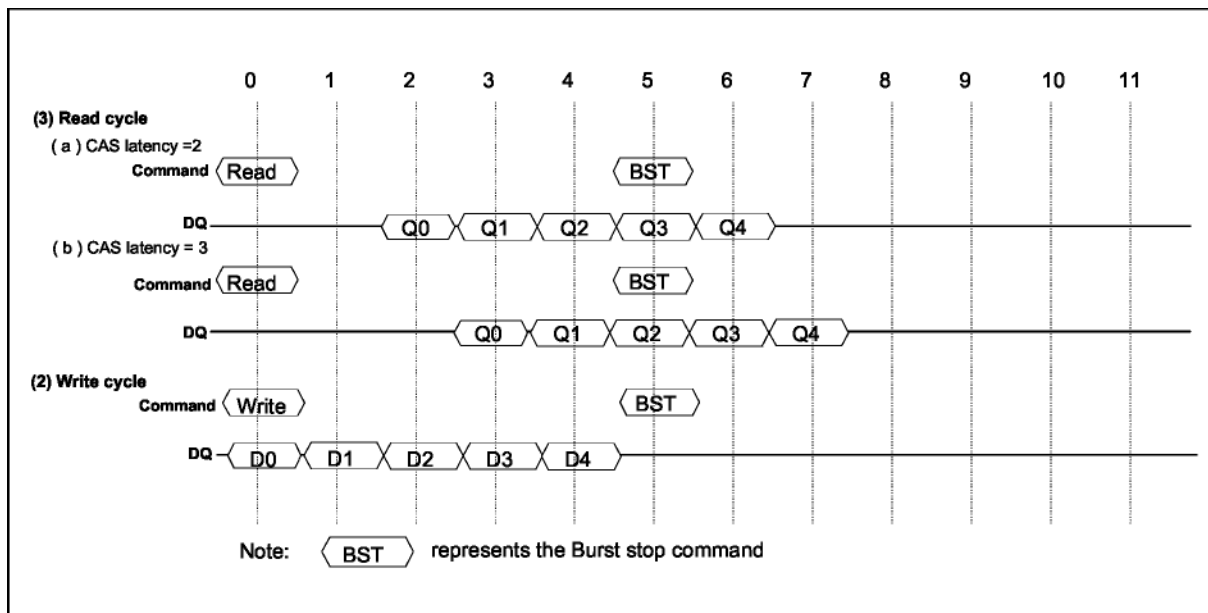 0 1 2 3 4 5 6 7 8 9 10 11
(3) Read cycle
( a ) CAS latency =2
Command Read BST
DQ Q0 Q1 Q2 Q3 Q4
( b ) CAS latency = 3
Command Read BST
DQ Q0 Q1 Q2 Q3 Q4
(2) Write cycle
Command Write BST
DQ D0 D1 D2 D3 D4
Note: BST represents the Burst stop command